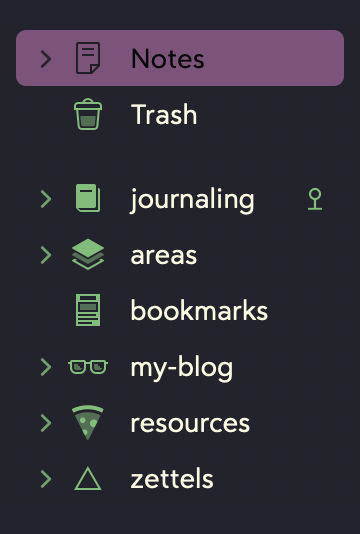 Notes
Trash
journaling
areas
bookmarks
my-blog
resources
zettels